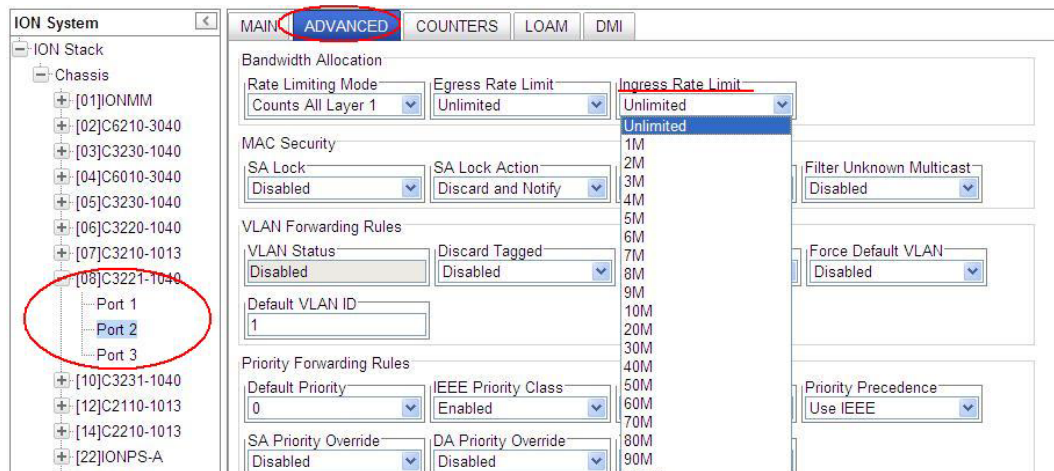 ION System
<
ION Stack
Chassis
[01]IONMM
[02]C6210-3040
[03]C3230-1040
[04]C6010-3040
[05]C3230-1040
[06]C3220-1040
[07]C3210-1013
[08]C3221-1040
Port 1
Port 2
Port 3
[10]C3231-1040
[12]C2110-1013
[14]C2210-1013
[22]IONPS-A
MAIN ADVANCED COUNTERS LOAM DMI
Bandwidth Allocation
Rate Limiting Mode Egress Rate Limit Ingress Rate Limit
Counts All Layer 1 Unlimited Unlimited
Unlimited
1M
2M
3M
4M
5M
6M
7M
8M
9M
10M
20M
30M
40M
50M
60M
70M
80M
90M
MAC Security
SA Lock SA Lock Action Filter Unknown Multicast
Disabled Discard and Notify Disabled
VLAN Forwarding Rules
VLAN Status Discard Tagged Force Default VLAN
Disabled Disabled Disabled
Default VLAN ID
1
Priority Forwarding Rules
Default Priority IEEE Priority Class Priority Precedence
0 Enabled Use IEEE
SA Priority Override DA Priority Override
Disabled Disabled